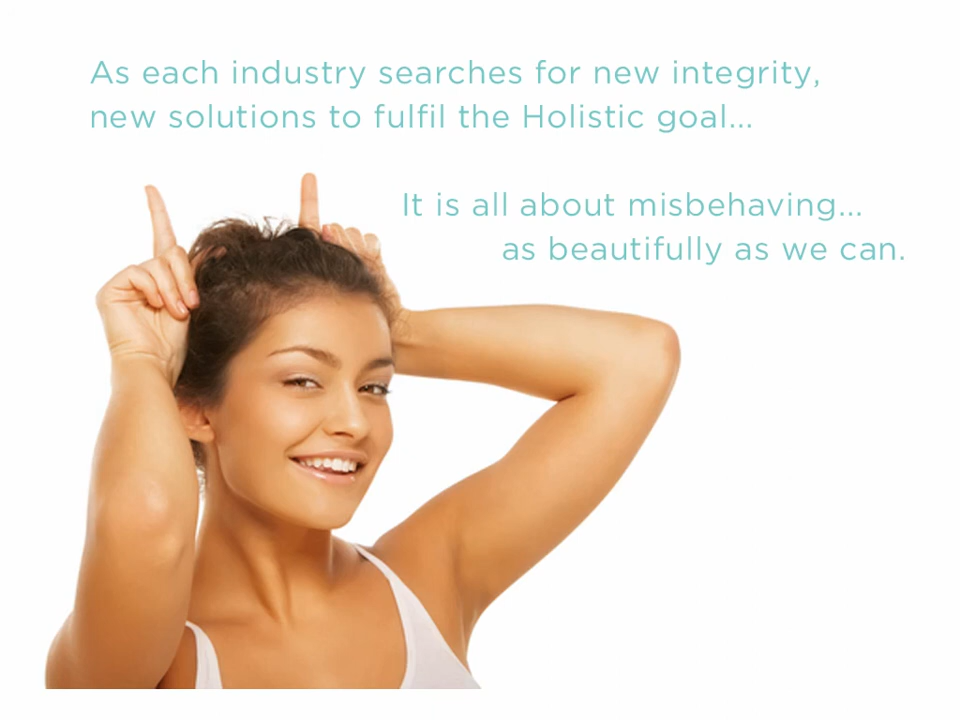 As each industry searches for new integrity,
new solutions to fulfil the Holistic goal...
It is all about misbehaving...
as beautifully as we can.